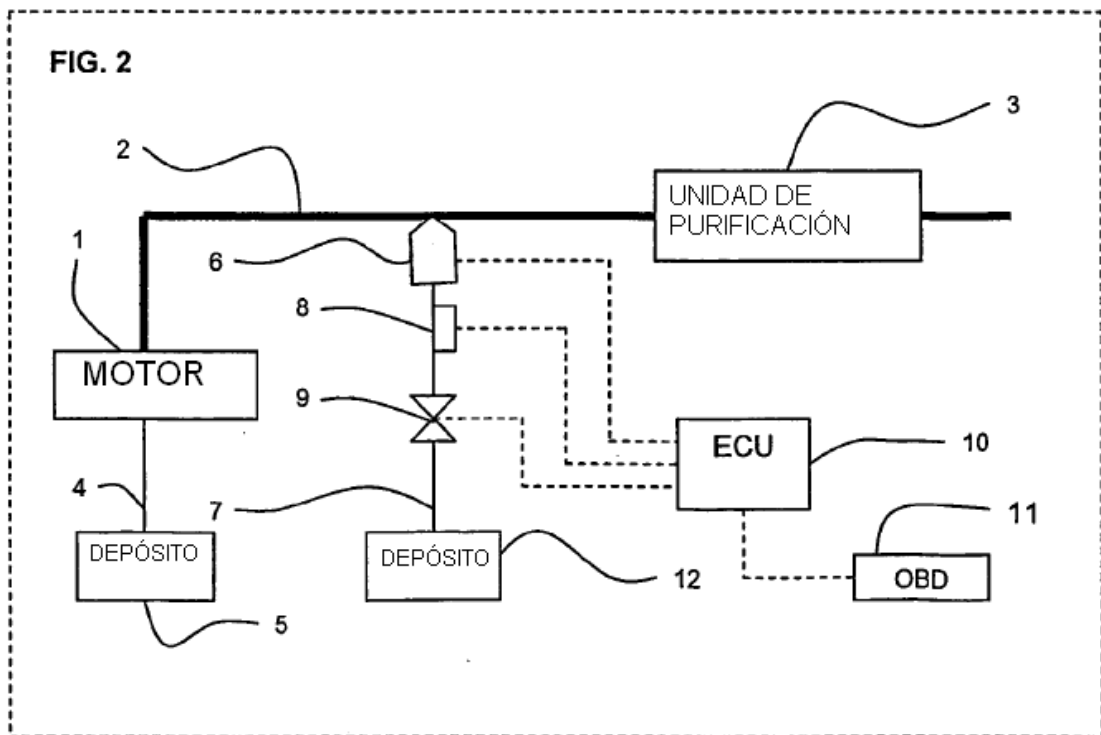 FIG. 2
3
2
UNIDAD DE
PURIFICACIÓN
1
6
8
MOTOR
9
ECU
10
4
7
11
DEPÓSITO
DEPÓSITO
OBD
12
5